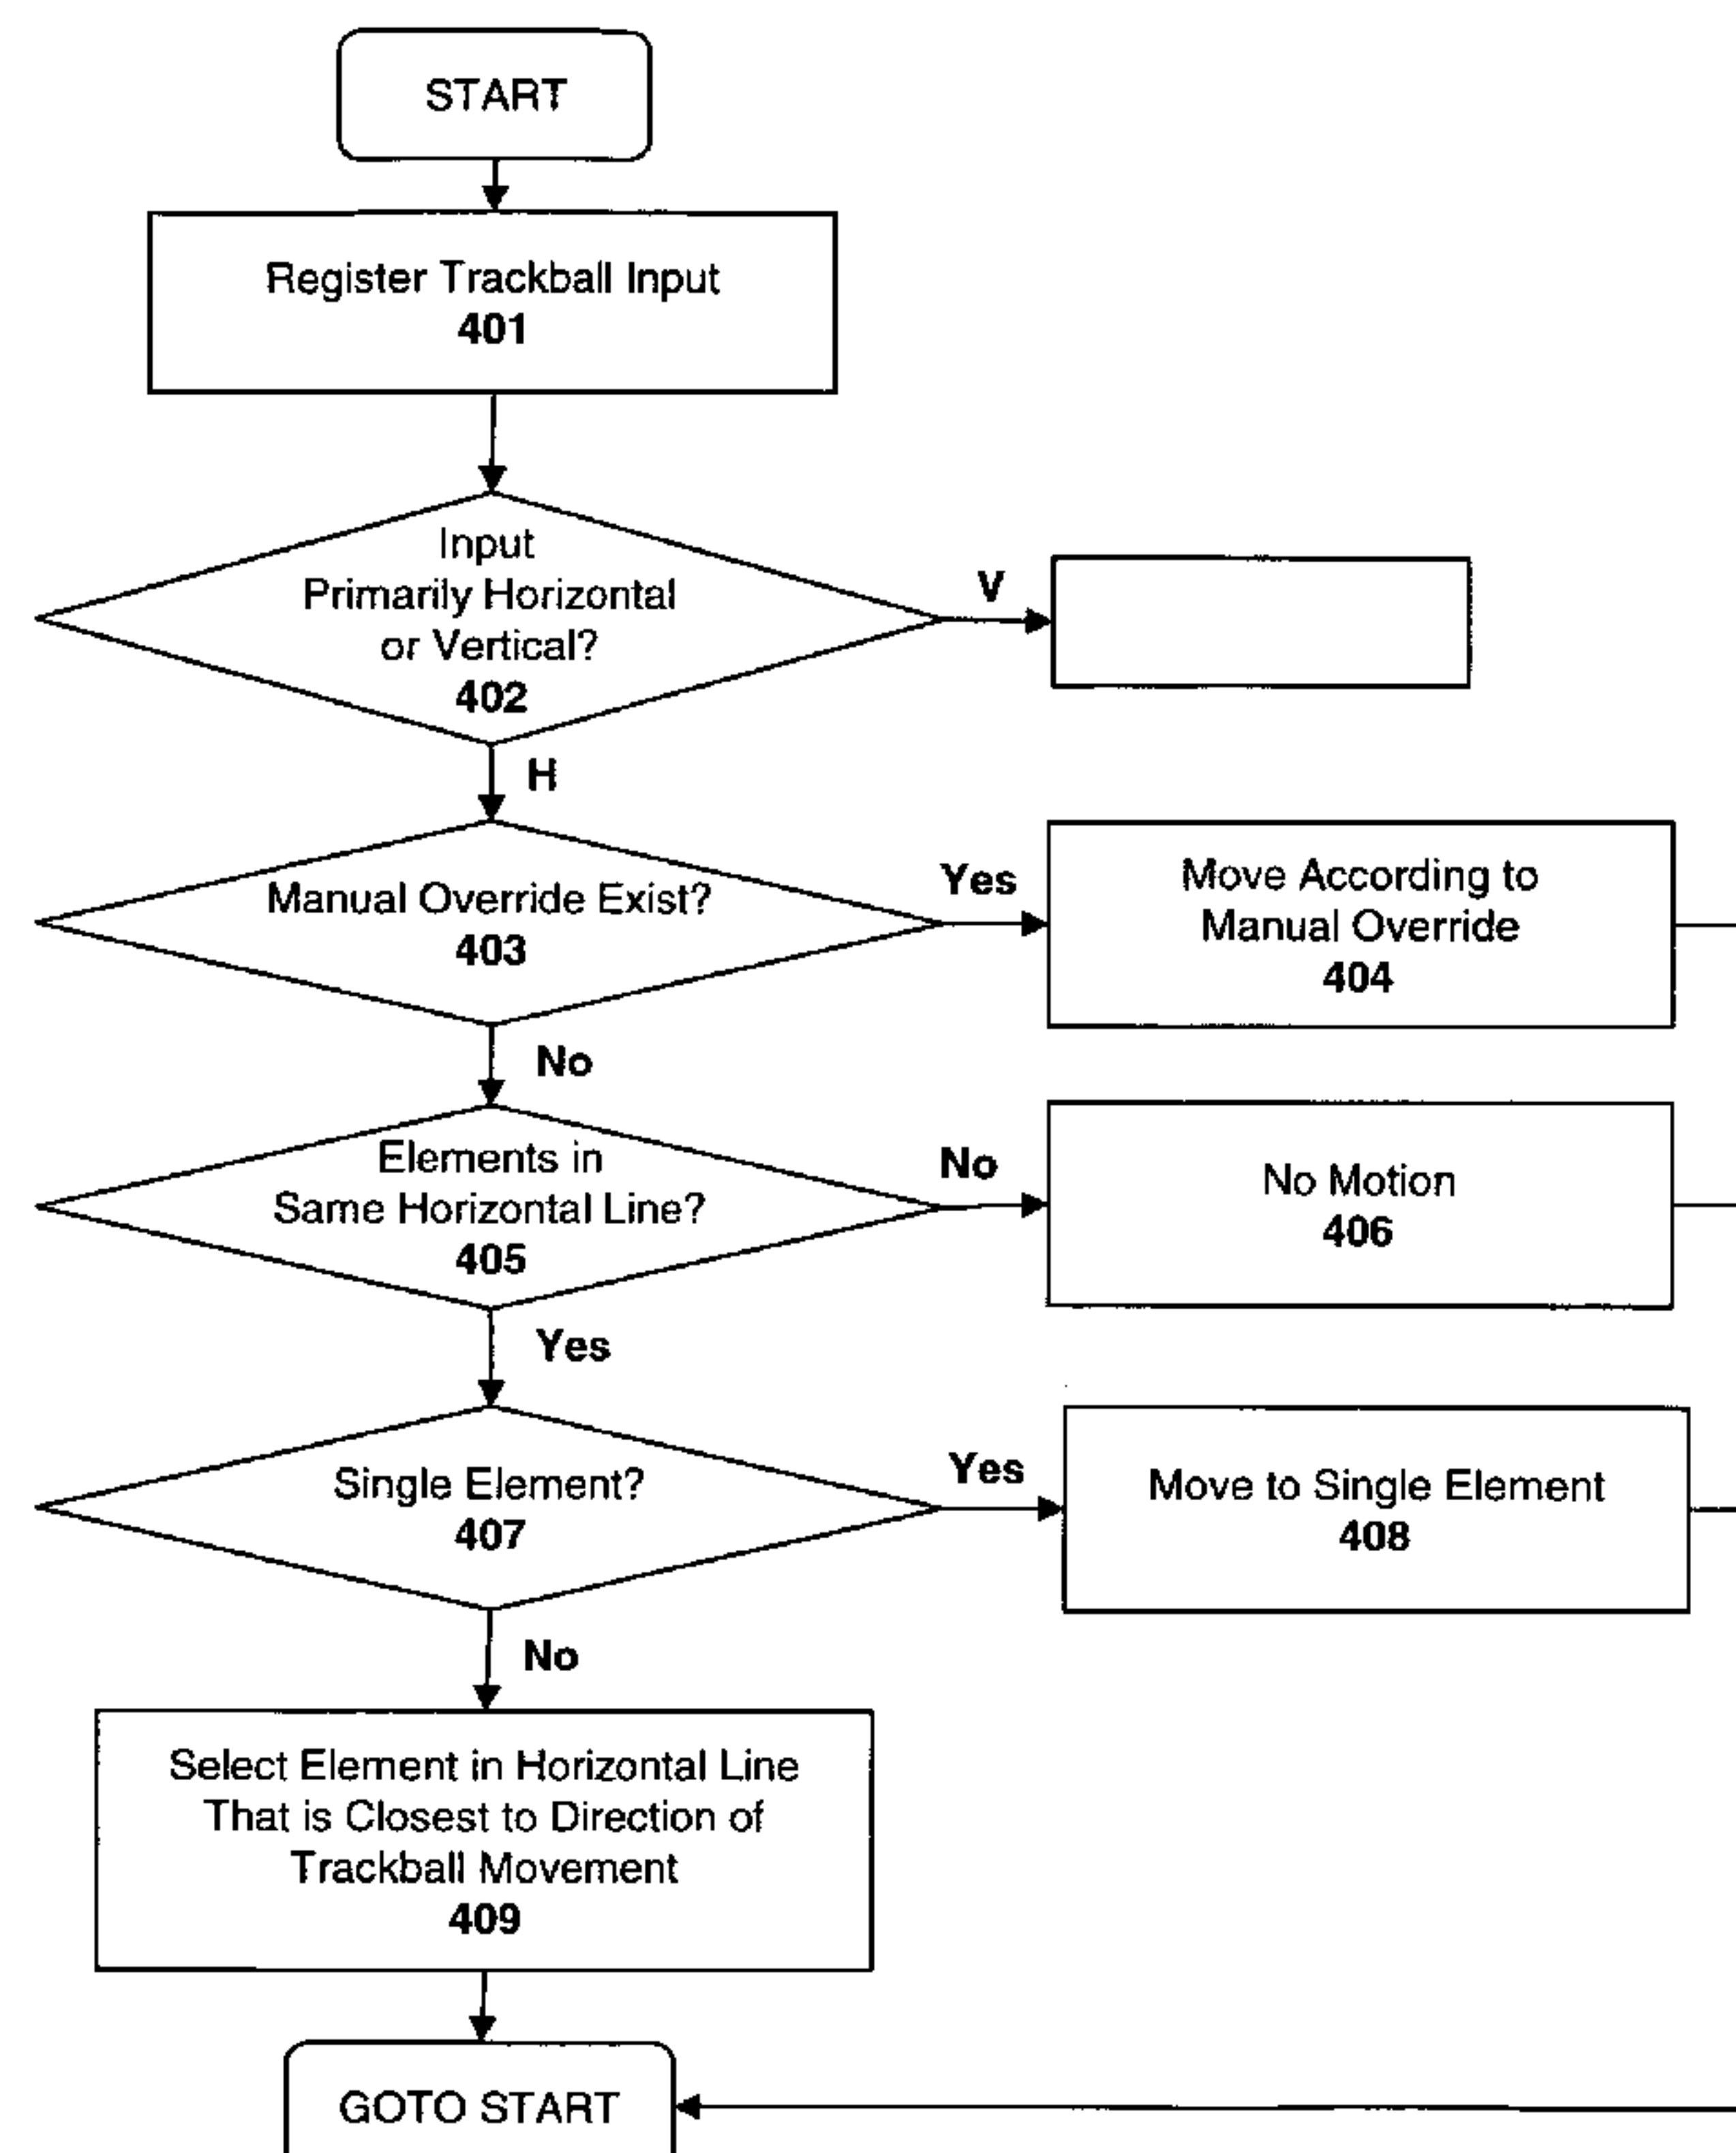 START
Register Trackball Input
401
Input
Primarily Horizontal
or Vertical?
402
V
H
Manual Override Exist?
403
Yes
Move According to
Manual Override
404
No
Elements in
Same Horizontal Line?
405
No
No Motion
406
Yes
Single Element?
407
Yes
Move to Single Element
408
No
Select Element in Horizontal Line
That is Closest to Direction of
Trackball Movement
409
GOTO START